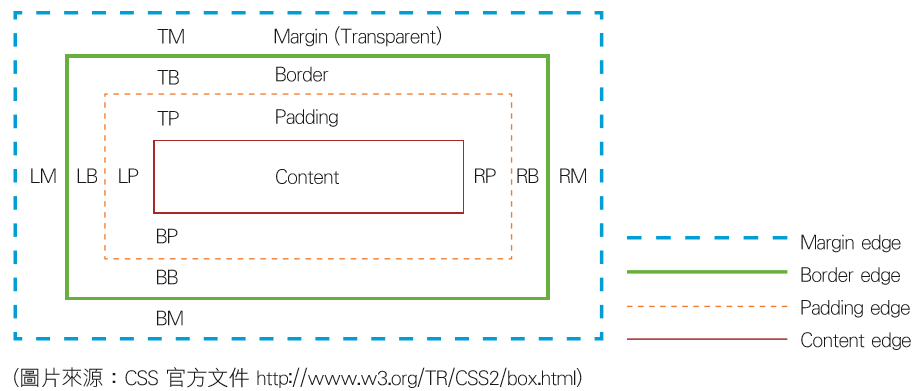 TM Margin (Transparent)
TB Border
TP Padding
LM LB LP Content RP RB RM
BP
BB
BM
Margin edge
Border edge
Padding edge
Content edge
(圖片來源：CSS 官方文件 http://www.w3.org/TR/CSS2/box.html)